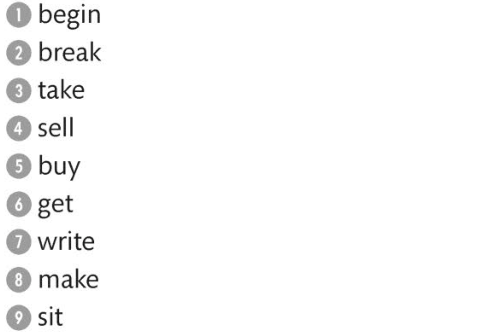 1 begin
2 break
3 take
4 sell
5 buy
6 get
7 write
8 make
9 sit